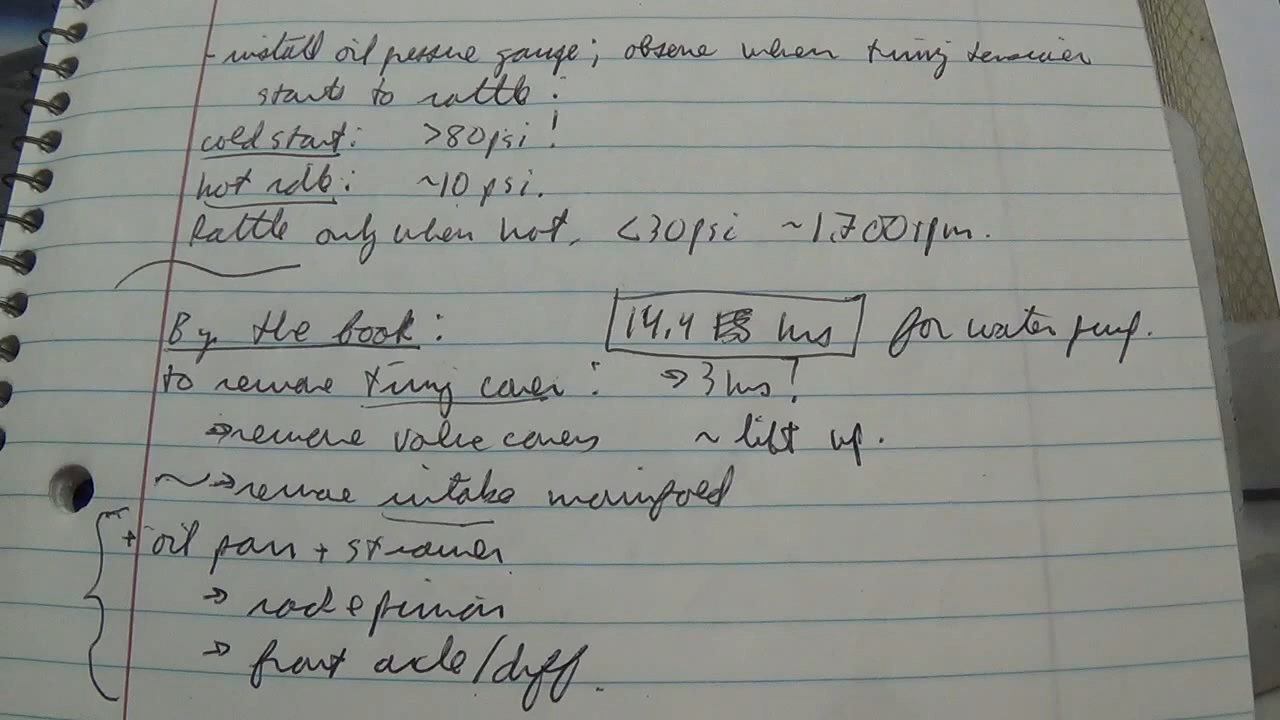 - install oil pressure gauge; observe when timing tensioner
starts to rattle:
cold start: >80psi!
hot idle: ~10 psi.
Rattle only when hot, <30psi ~1,700rpm.
By the book: 14.4 hrs for water pump.
to remove timing cover: → 3 hrs!
→ remove valve covers ~ lift up.
~→ remove intake manifold
+ oil pan + strainer
→ rack & pinion
→ front axle/diff.